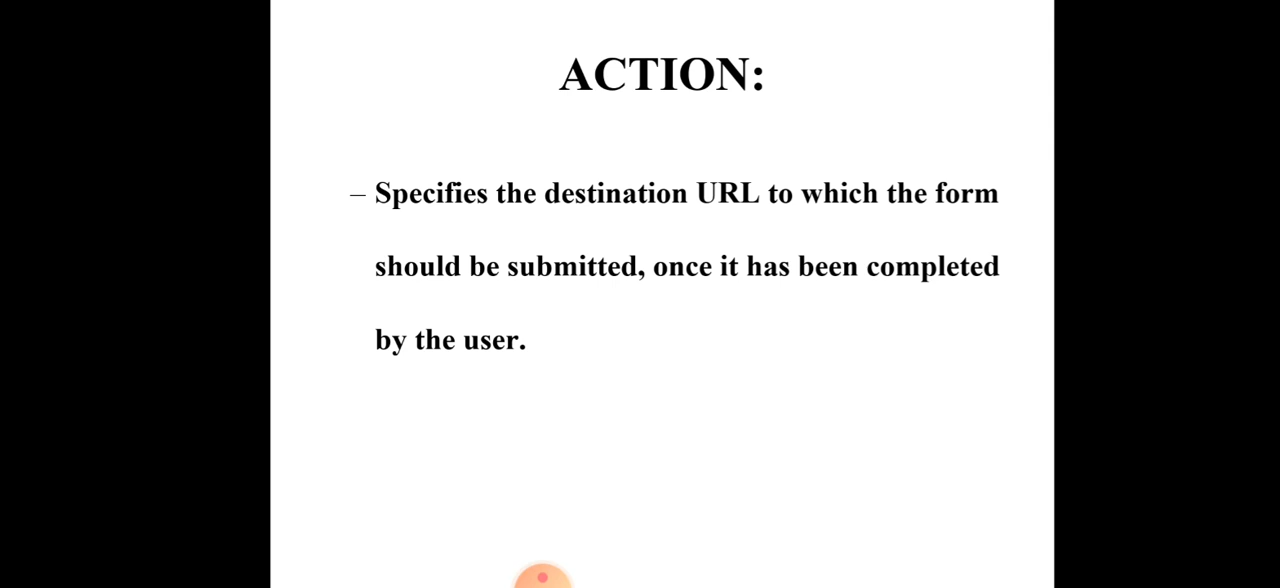 ACTION:
– Specifies the destination URL to which the form
should be submitted, once it has been completed
by the user.